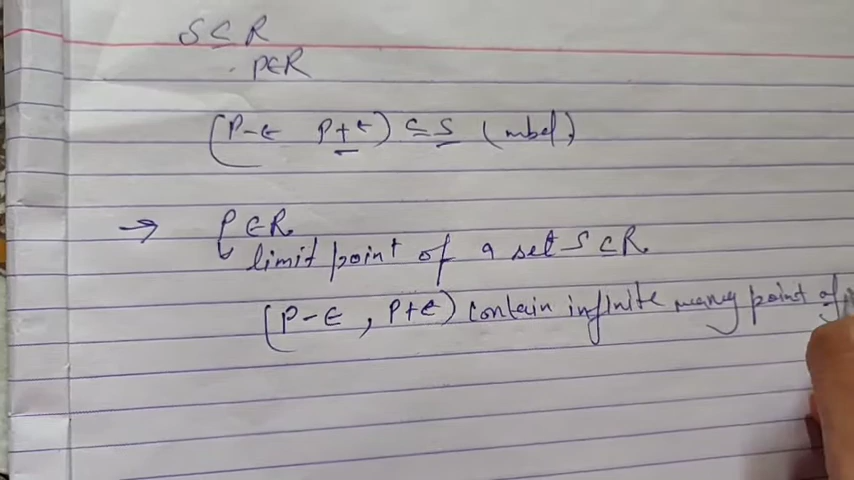 S ⊆ R
P∈R
(P-ϵ P+ϵ) ⊆ S (nbd)
→ P ∈ R.
limit point of a set S ⊆ R.
(P-ϵ, P+ϵ) contain infinite many point of